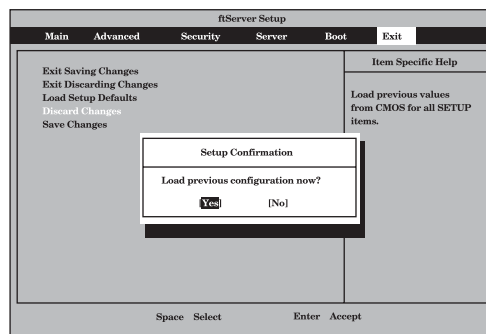 ftServer Setup
Main Advanced Security Server Boot Exit
Exit Saving Changes
Exit Discarding Changes
Load Setup Defaults
Discard Changes
Save Changes
Item Specific Help
Load previous values
from CMOS for all SETUP
items.
Setup Confirmation
Load previous configuration now?
[Yes] [No]
Space Select Enter Accept